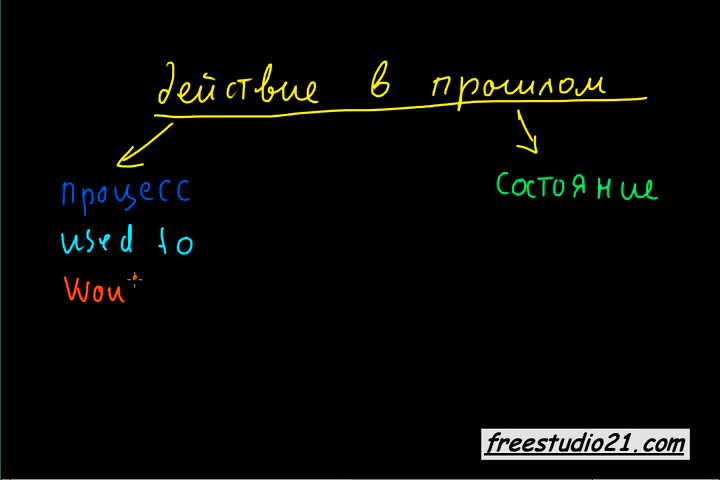 действие в прошлом
процесс
состояние
used to
Wou
freestudio21.com